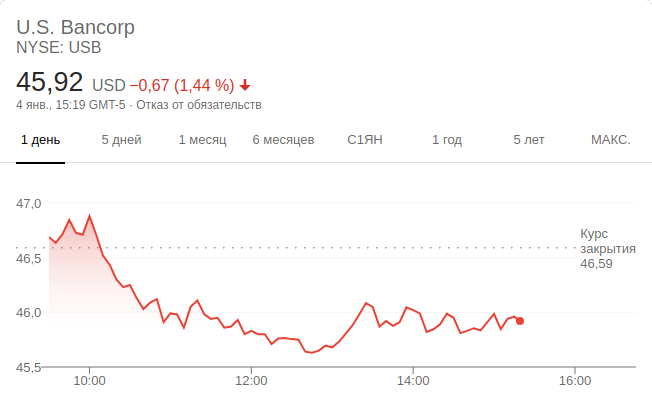 U.S. Bancorp
NYSE: USB
45,92 USD −0,67 (1,44 %)
4 янв., 15:19 GMT-5 · Отказ от обязательств
1 день 5 дней 1 месяц 6 месяцев С1ЯН 1 год 5 лет МАКС.
47,0
Курс
закрытия
46,59
46,5
46,0
45,5
10:00 12:00 14:00 16:00